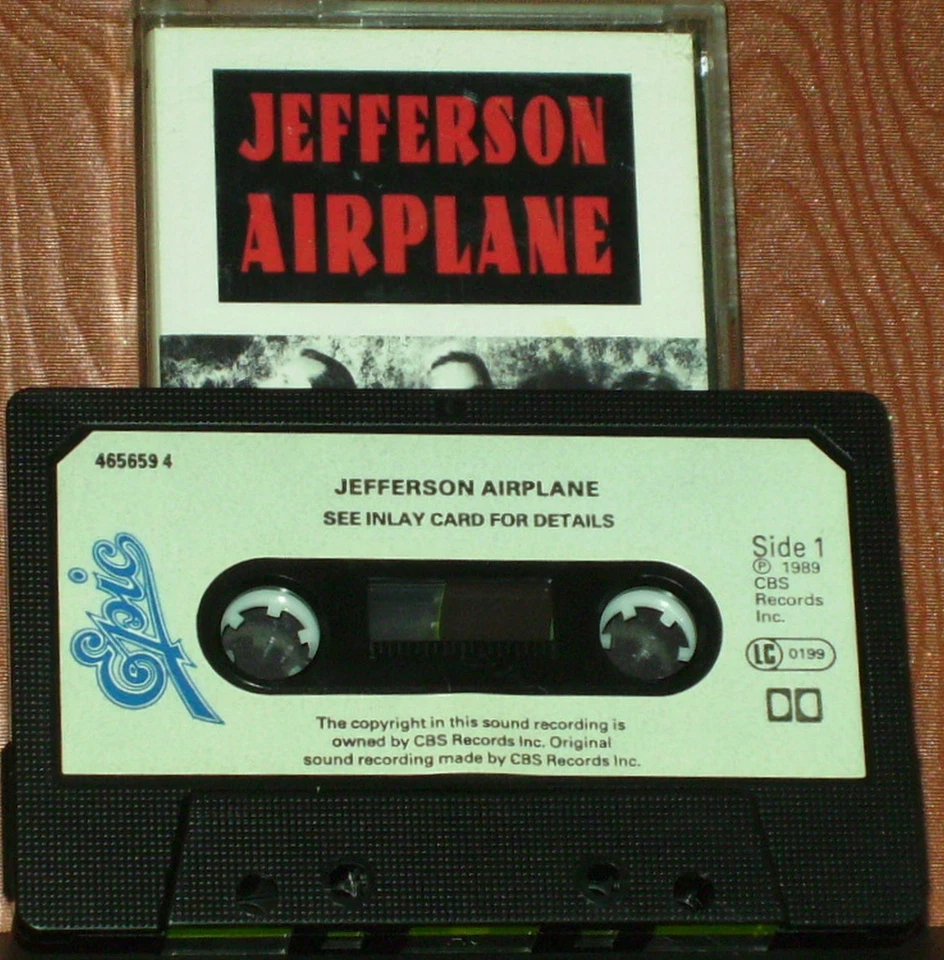 JEFFERSON
AIRPLANE
465659 4
JEFFERSON AIRPLANE
SEE INLAY CARD FOR DETAILS
Epic
Side 1
Ⓟ 1989
CBS
Records
Inc.
LC 0199
The copyright in this sound recording is
owned by CBS Records Inc. Original
sound recording made by CBS Records Inc.